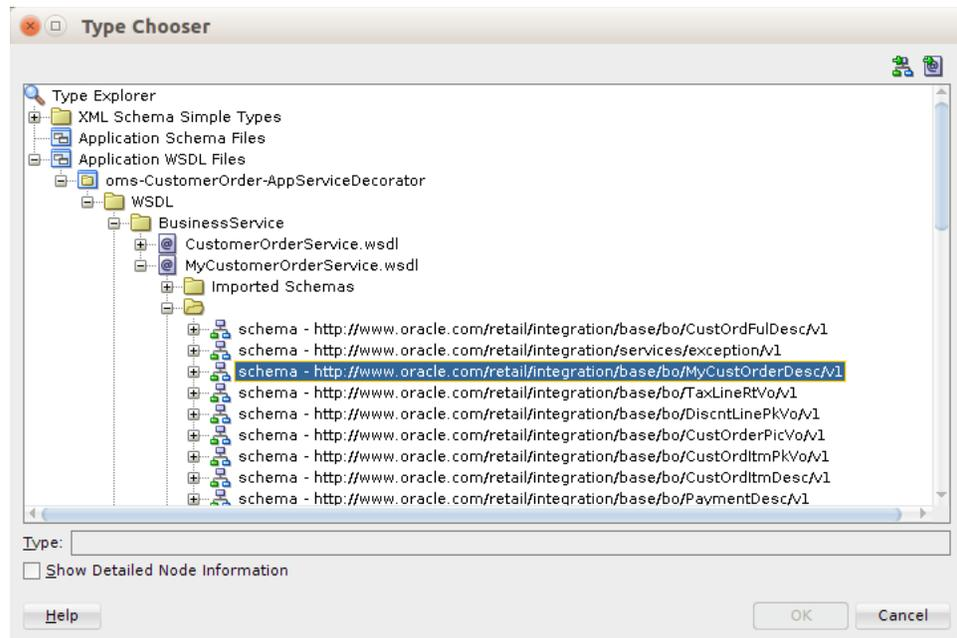 Type Chooser
Type Explorer
XML Schema Simple Types
Application Schema Files
Application WSDL Files
oms-CustomerOrder-AppServiceDecorator
WSDL
BusinessService
CustomerOrderService.wsdl
MyCustomerOrderService.wsdl
Imported Schemas
schema - http://www.oracle.com/retail/integration/base/bo/CustOrdFulDesc/v1
schema - http://www.oracle.com/retail/integration/services/exception/v1
schema - http://www.oracle.com/retail/integration/base/bo/MyCustOrderDesc/v1
schema - http://www.oracle.com/retail/integration/base/bo/TaxLineRtVo/v1
schema - http://www.oracle.com/retail/integration/base/bo/DiscntLinePkVo/v1
schema - http://www.oracle.com/retail/integration/base/bo/CustOrderPicVo/v1
schema - http://www.oracle.com/retail/integration/base/bo/CustOrdItmPkVo/v1
schema - http://www.oracle.com/retail/integration/base/bo/CustOrdItmDesc/v1
schema - http://www.oracle.com/retail/integration/base/bo/PaymentDesc/v1
Type:
Show Detailed Node Information
Help OK Cancel